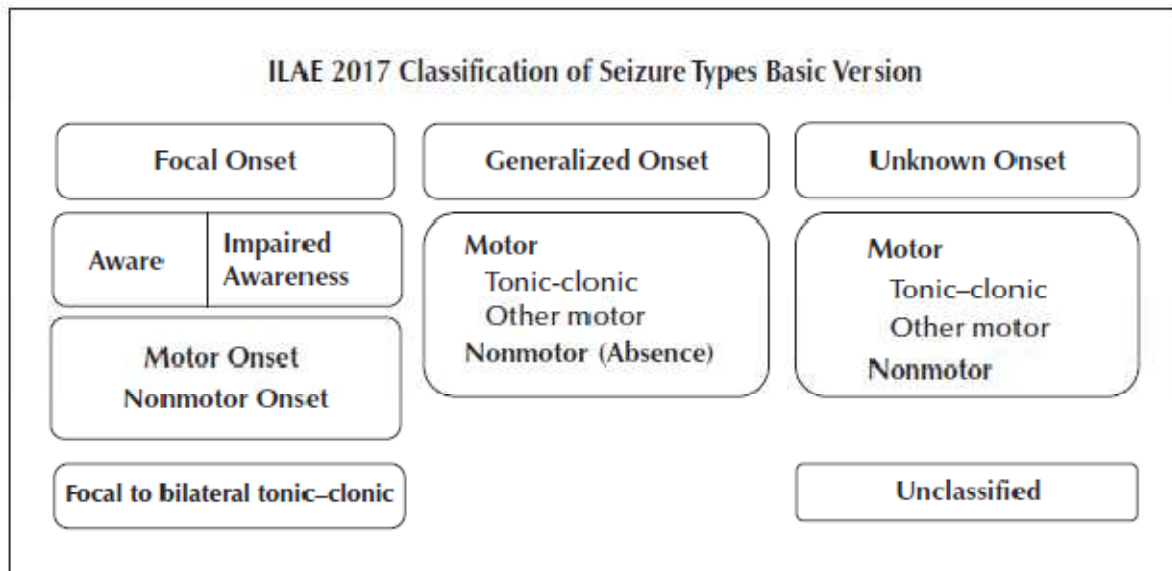 ILAE 2017 Classification of Seizure Types Basic Version
Focal Onset
Generalized Onset
Unknown Onset
Aware
Impaired
Awareness
Motor
Tonic-clonic
Other motor
Nonmotor (Absence)
Motor
Tonic–clonic
Other motor
Nonmotor
Motor Onset
Nonmotor Onset
Focal to bilateral tonic–clonic
Unclassified